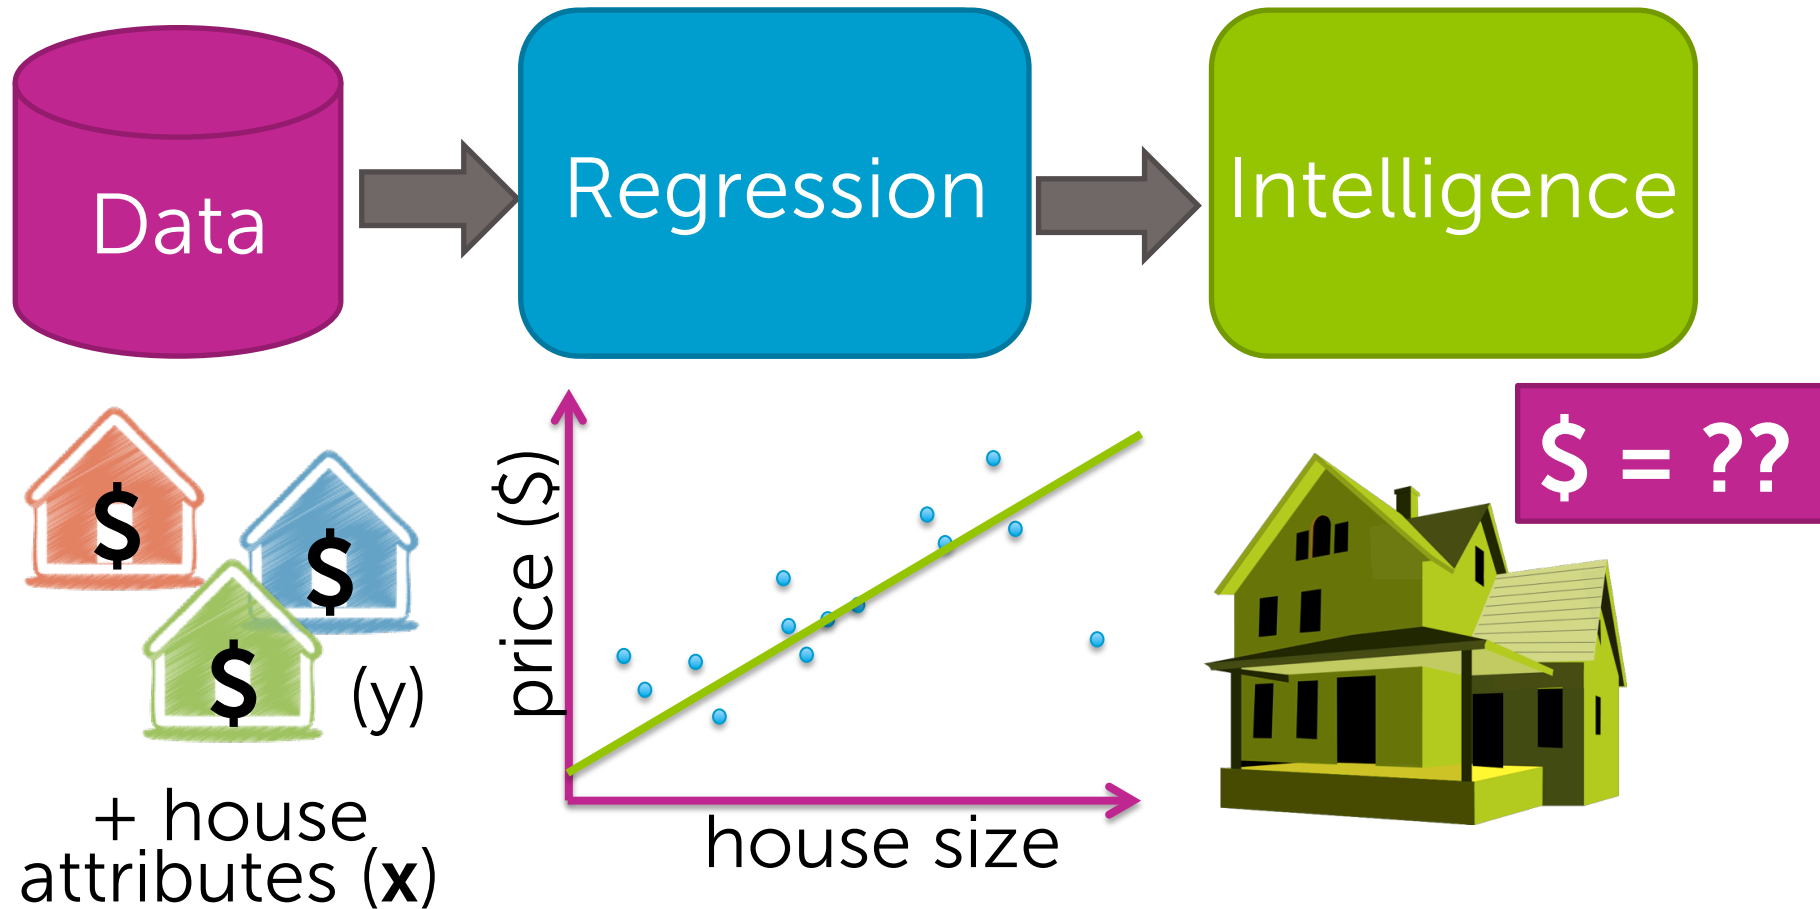 Data
Regression
Intelligence
$
$
$
(y)
+ house
attributes (x)
price ($)
house size
$ = ??